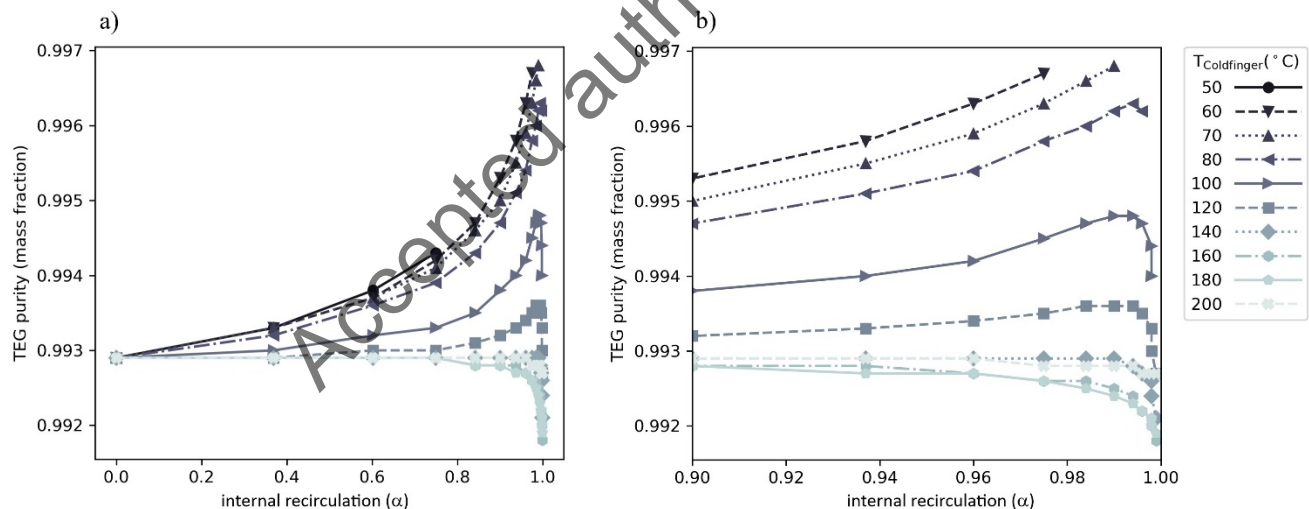 a)
0.997
0.996
0.995
0.994
0.993
0.992
TEG purity (mass fraction)
0.0 0.2 0.4 0.6 0.8 1.0
internal recirculation (α)
b)
0.997
0.996
0.995
0.994
0.993
0.992
TEG purity (mass fraction)
0.90 0.92 0.94 0.96 0.98 1.00
internal recirculation (α)
T_Coldfinger(°C)
50
60
70
80
100
120
140
160
180
200
Accepted auth